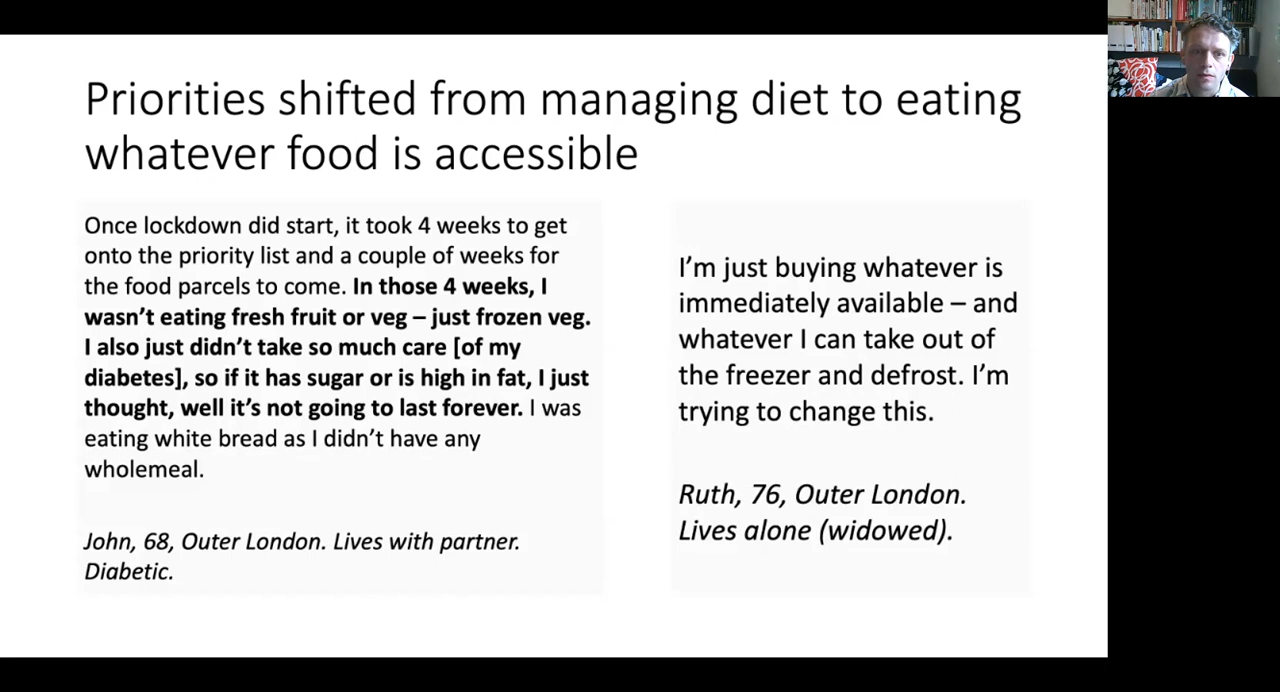 Priorities shifted from managing diet to eating
whatever food is accessible
Once lockdown did start, it took 4 weeks to get
onto the priority list and a couple of weeks for
the food parcels to come. In those 4 weeks, I
wasn’t eating fresh fruit or veg – just frozen veg.
I also just didn’t take so much care [of my
diabetes], so if it has sugar or is high in fat, I just
thought, well it’s not going to last forever. I was
eating white bread as I didn’t have any
wholemeal.
John, 68, Outer London. Lives with partner.
Diabetic.
I’m just buying whatever is
immediately available – and
whatever I can take out of
the freezer and defrost. I’m
trying to change this.
Ruth, 76, Outer London.
Lives alone (widowed).